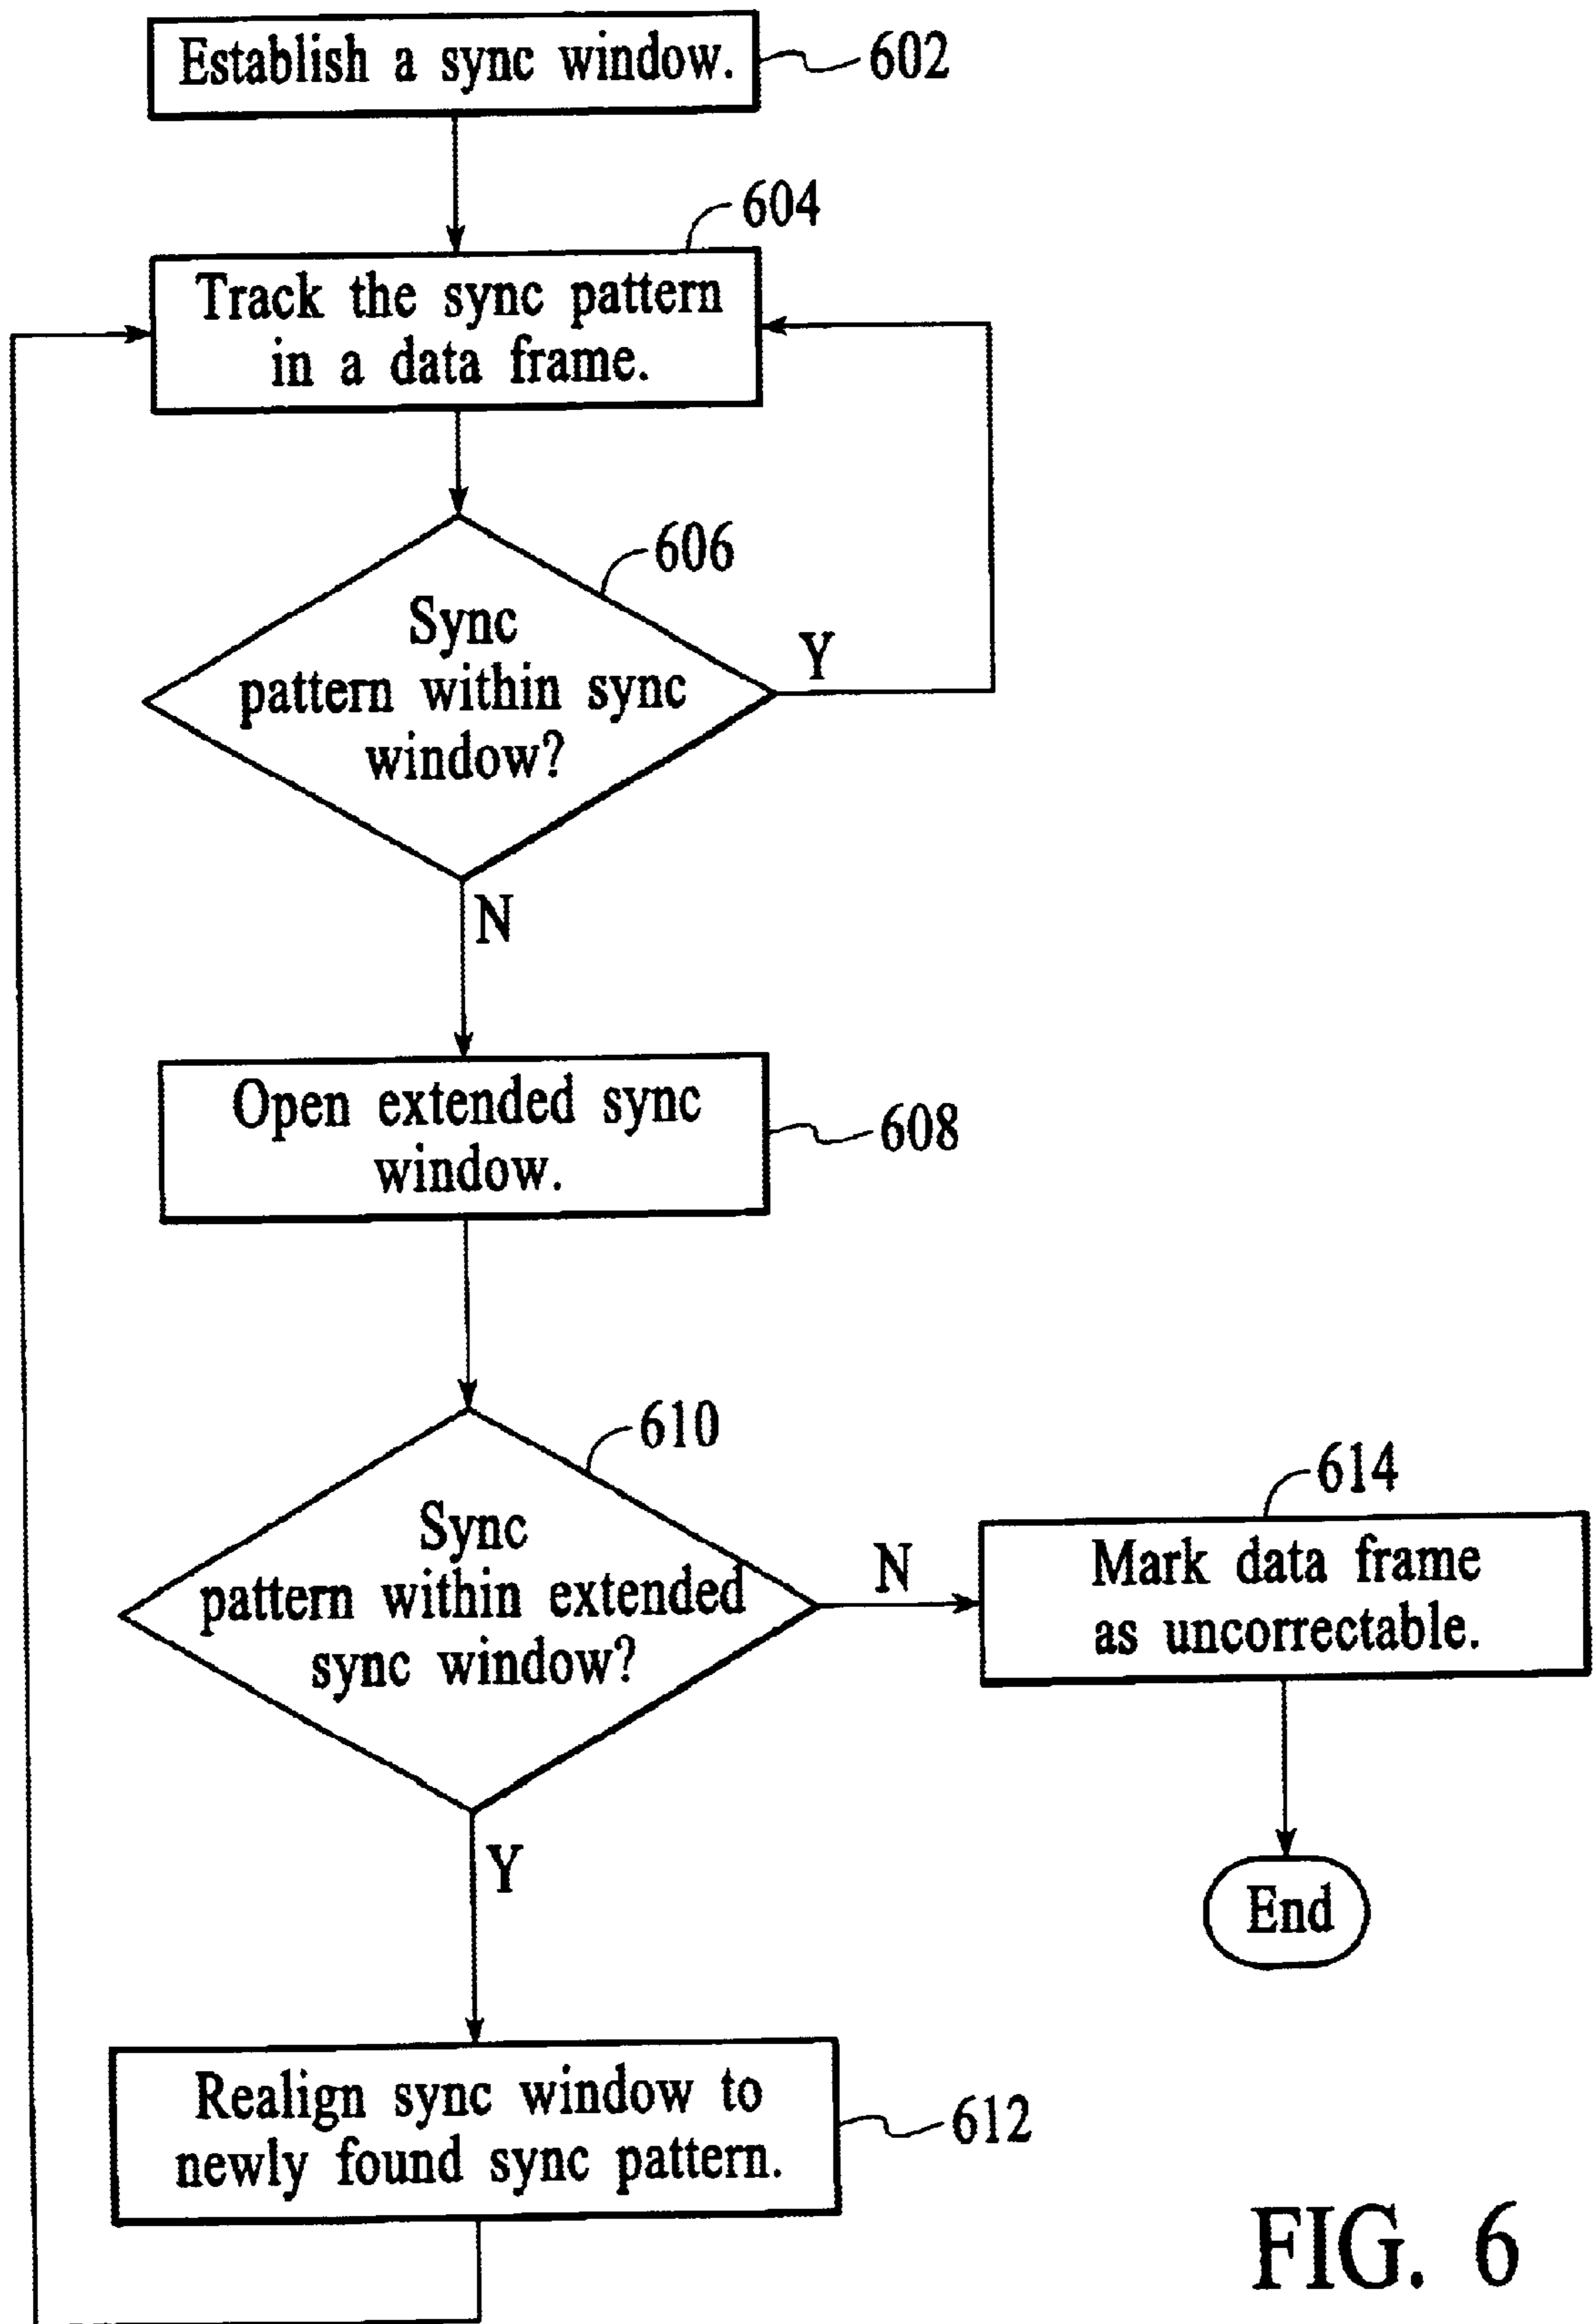 Establish a sync window.
602
604
Track the sync pattern
in a data frame.
606
Sync
pattern within sync
window?
Y
N
Open extended sync
window.
608
610
Sync
pattern within extended
sync window?
N
614
Mark data frame
as uncorrectable.
Y
End
Realign sync window to
newly found sync pattern.
612
FIG. 6